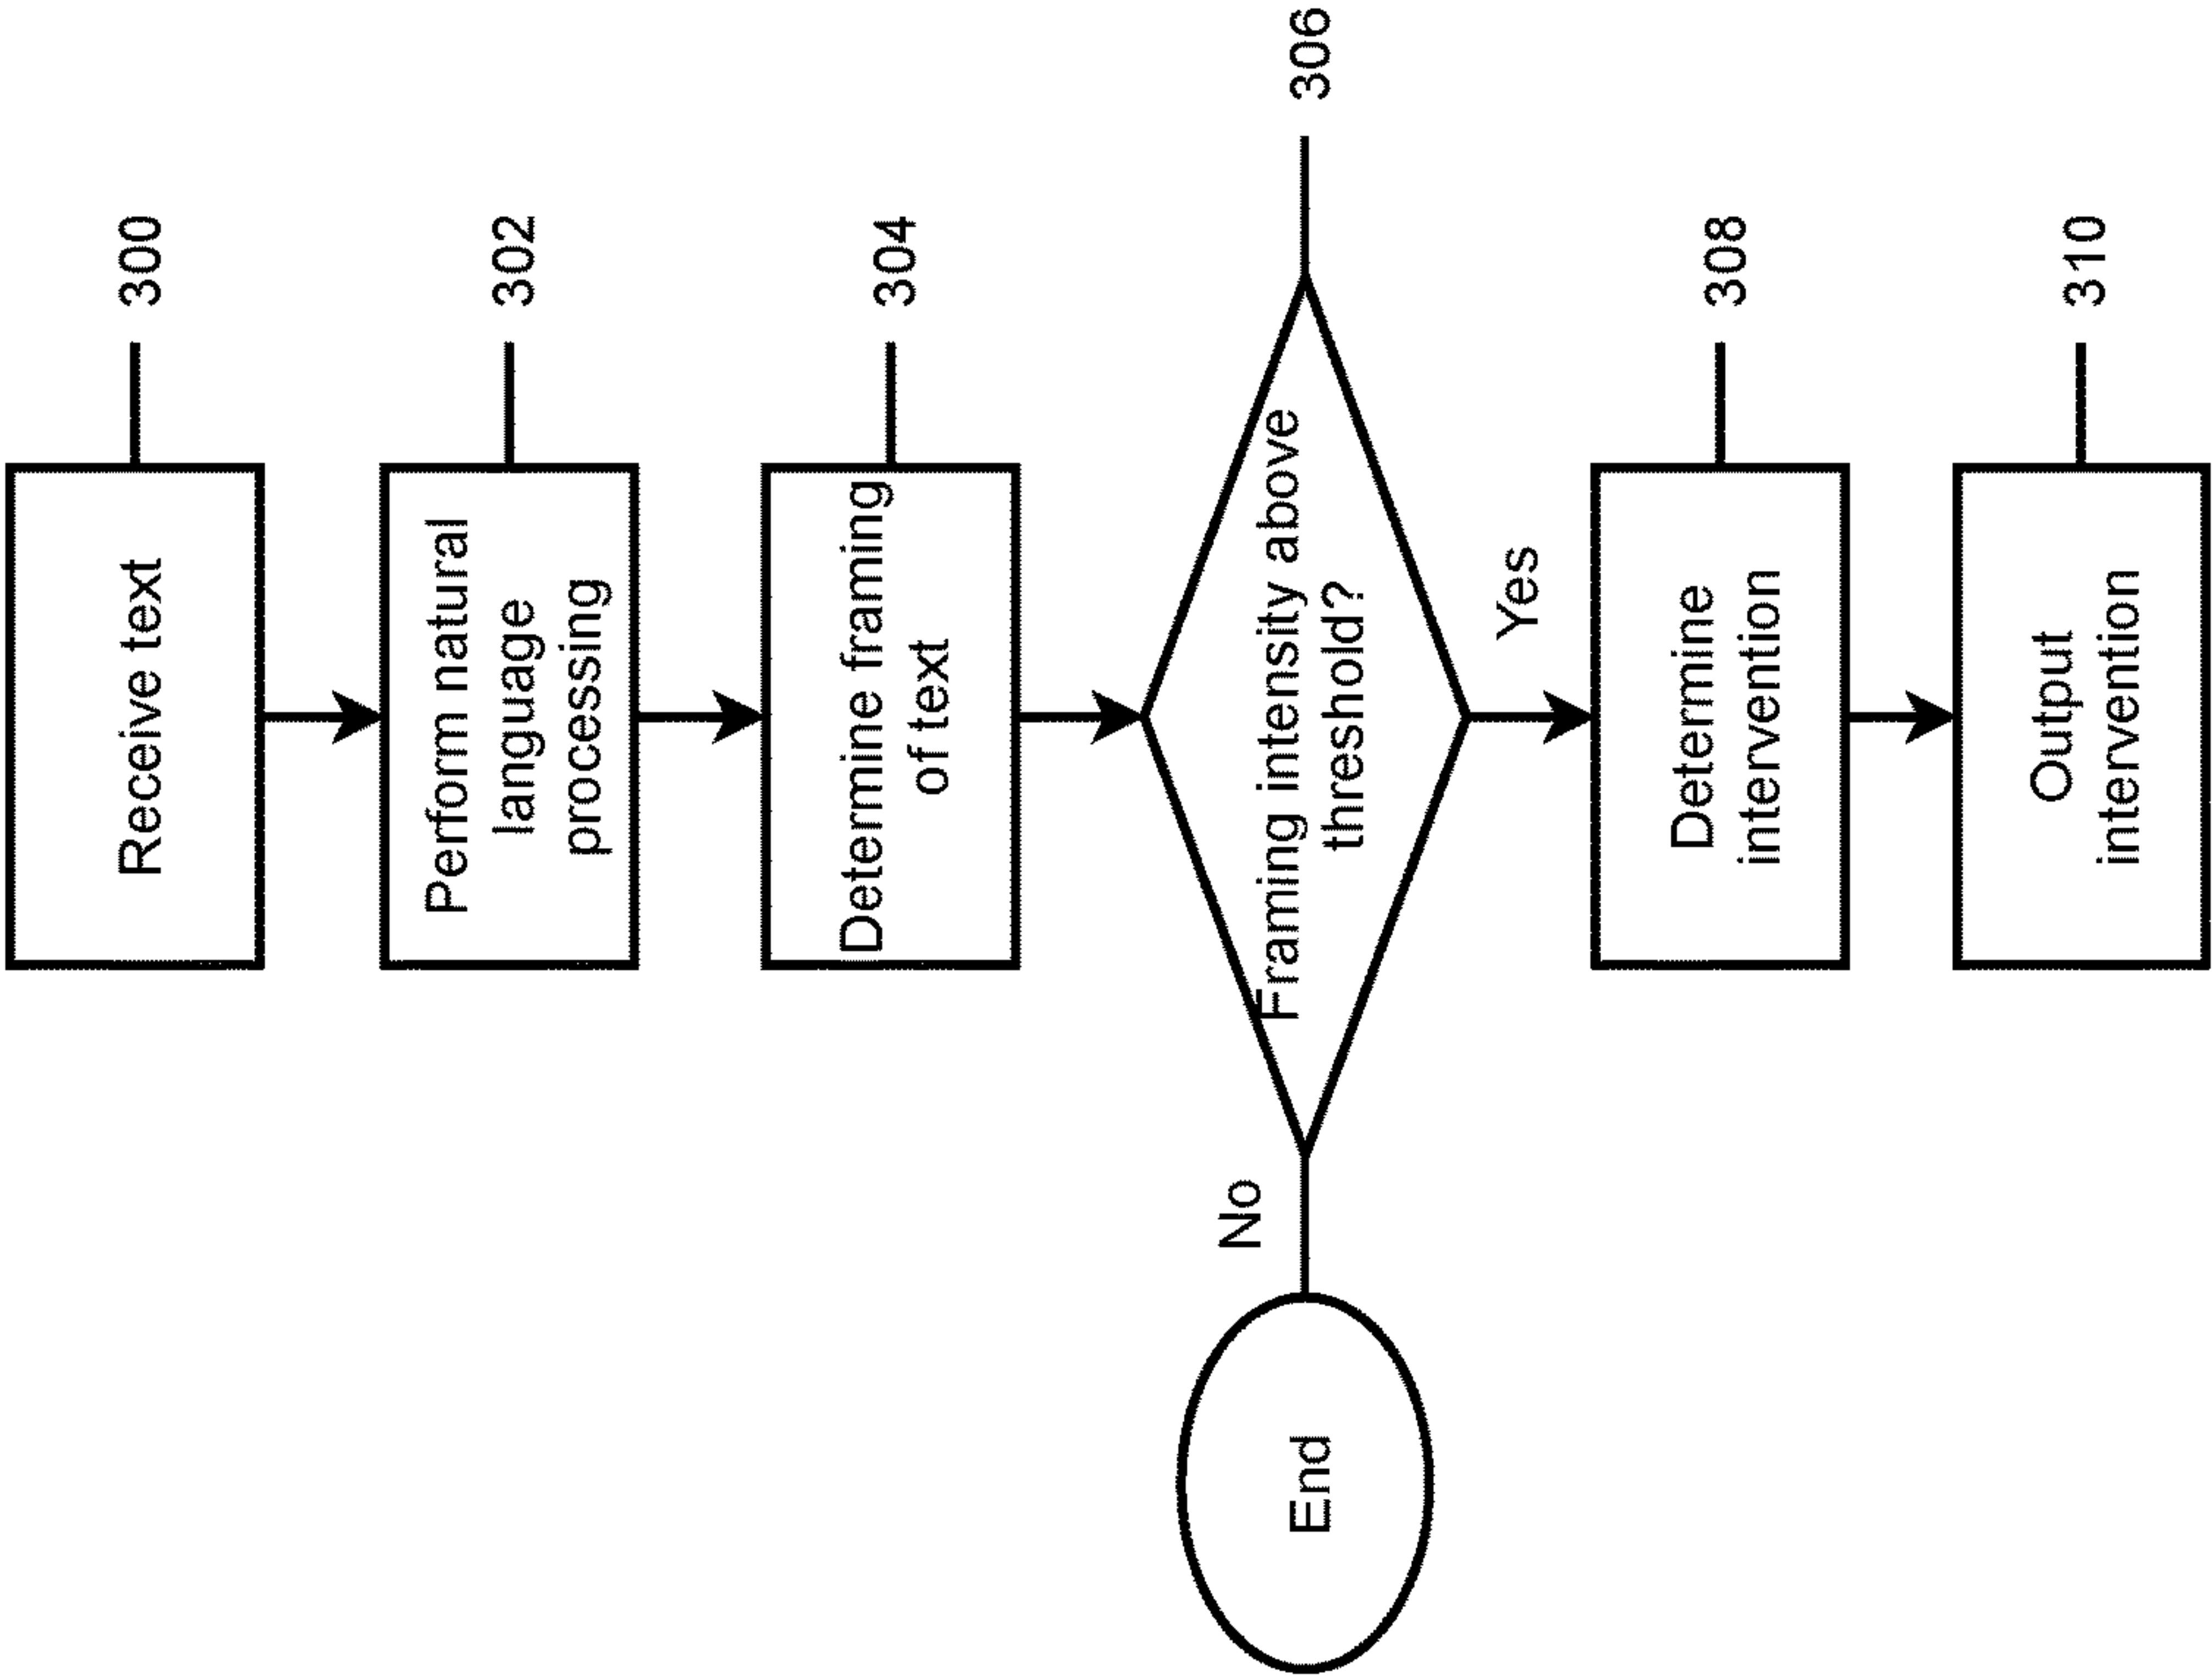 Receive text
300
Perform natural
language
processing
302
Determine framing
of text
304
Framing intensity above
threshold?
306
No
End
Yes
Determine
intervention
308
Output
intervention
310